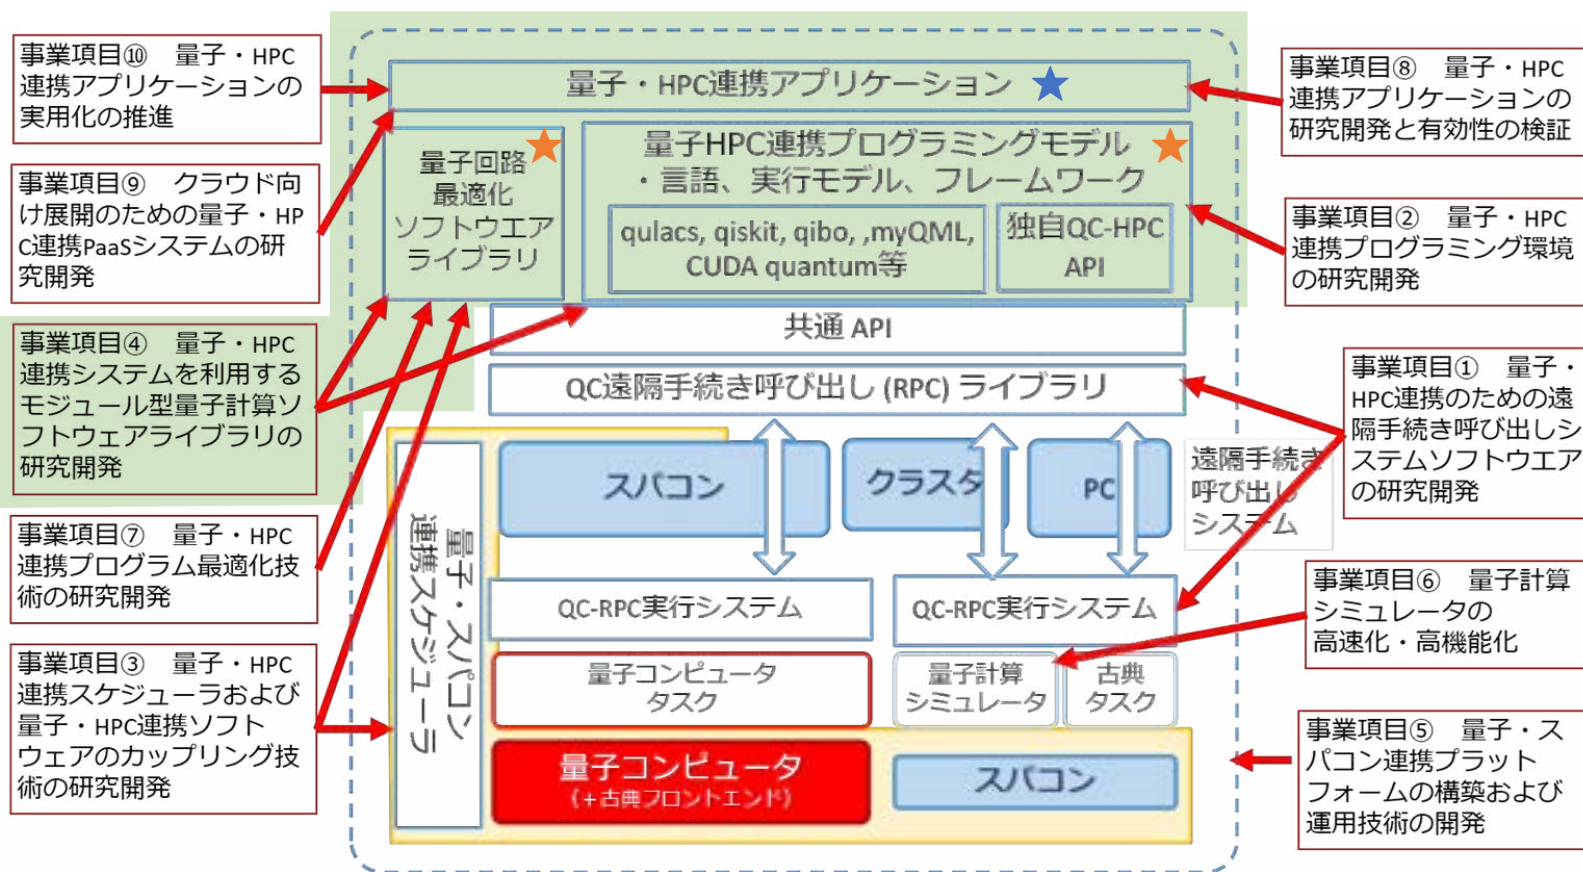 事業項目⑩　量子・HPC
連携アプリケーションの
実用化の推進
事業項目⑨　クラウド向
け展開のための量子・HP
C連携PaaSシステムの研
究開発
事業項目④　量子・HPC
連携システムを利用する
モジュール型量子計算ソ
フトウェアライブラリの
研究開発
事業項目⑦　量子・HPC
連携プログラム最適化技
術の研究開発
事業項目③　量子・HPC
連携スケジューラおよび
量子・HPC連携ソフト
ウェアのカップリング技
術の研究開発
量子・HPC連携アプリケーション
量子回路
最適化
ソフトウエア
ライブラリ
量子HPC連携プログラミングモデル
・言語、実行モデル、フレームワーク
qulacs, qiskit, qibo, ,myQML,
CUDA quantum等
独自QC-HPC
API
共通 API
QC遠隔手続き呼び出し (RPC) ライブラリ
量子・スパコン
連携スケジューラ
スパコン
クラスタ
PC
遠隔手続き
呼び出し
システム
QC-RPC実行システム
QC-RPC実行システム
量子コンピュータ
タスク
量子計算
シミュレータ
古典
タスク
量子コンピュータ
(+古典フロントエンド)
スパコン
事業項目⑧　量子・HPC
連携アプリケーションの
研究開発と有効性の検証
事業項目②　量子・HPC
連携プログラミング環境
の研究開発
事業項目①　量子・
HPC連携のための遠
隔手続き呼び出しシ
ステムソフトウエア
の研究開発
事業項目⑥　量子計算
シミュレータの
高速化・高機能化
事業項目⑤　量子・ス
パコン連携プラット
フォームの構築および
運用技術の開発